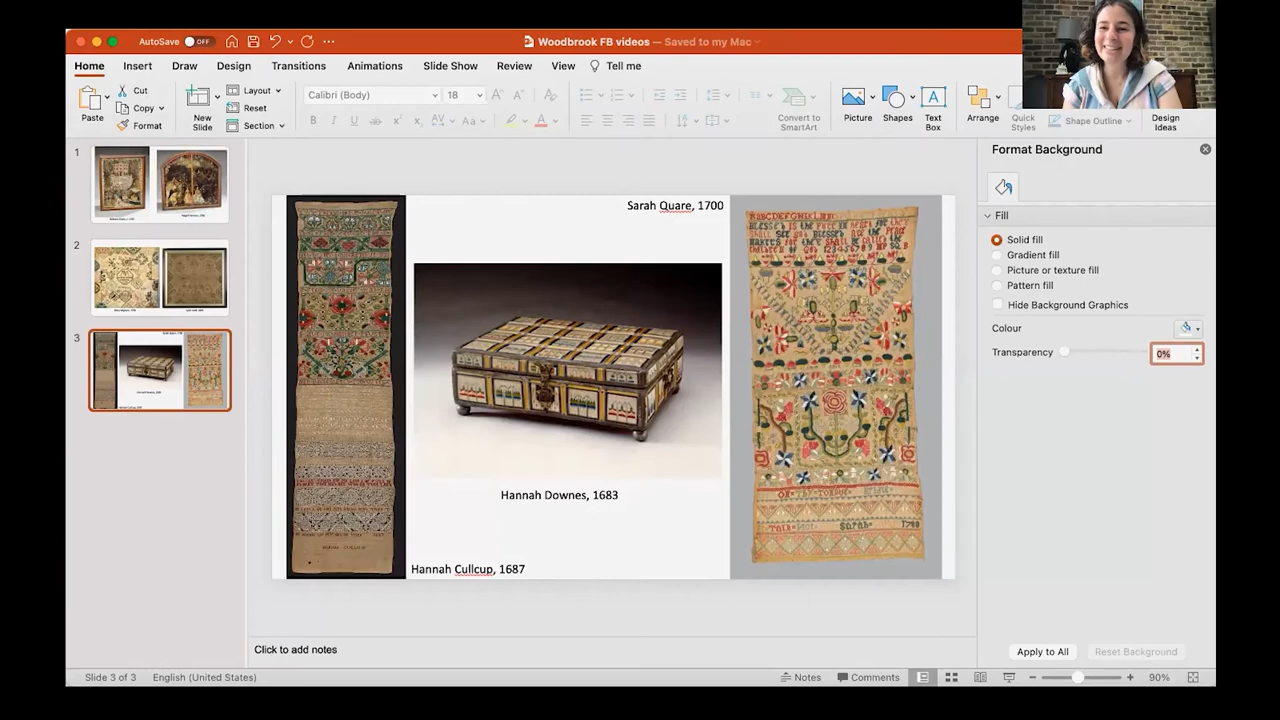 AutoSave OFF
Woodbrook FB videos — Saved to my Mac
Home Insert Draw Design Transitions Animations Slide Show Review View Tell me
Paste
Cut
Copy
Format
New Slide
Layout
Reset
Section
Calibri (Body) 18
Convert to SmartArt
Picture
Shapes
Text Box
Arrange
Quick Styles
Shape Outline
Design Ideas
1
2
3
Sarah Quare, 1700
Hannah Downes, 1683
Hannah Cullcup, 1687
Format Background
Fill
Solid fill
Gradient fill
Picture or texture fill
Pattern fill
Hide Background Graphics
Colour
Transparency 0%
Apply to All Reset Background
Click to add notes
Slide 3 of 3 English (United States) Notes Comments 90%